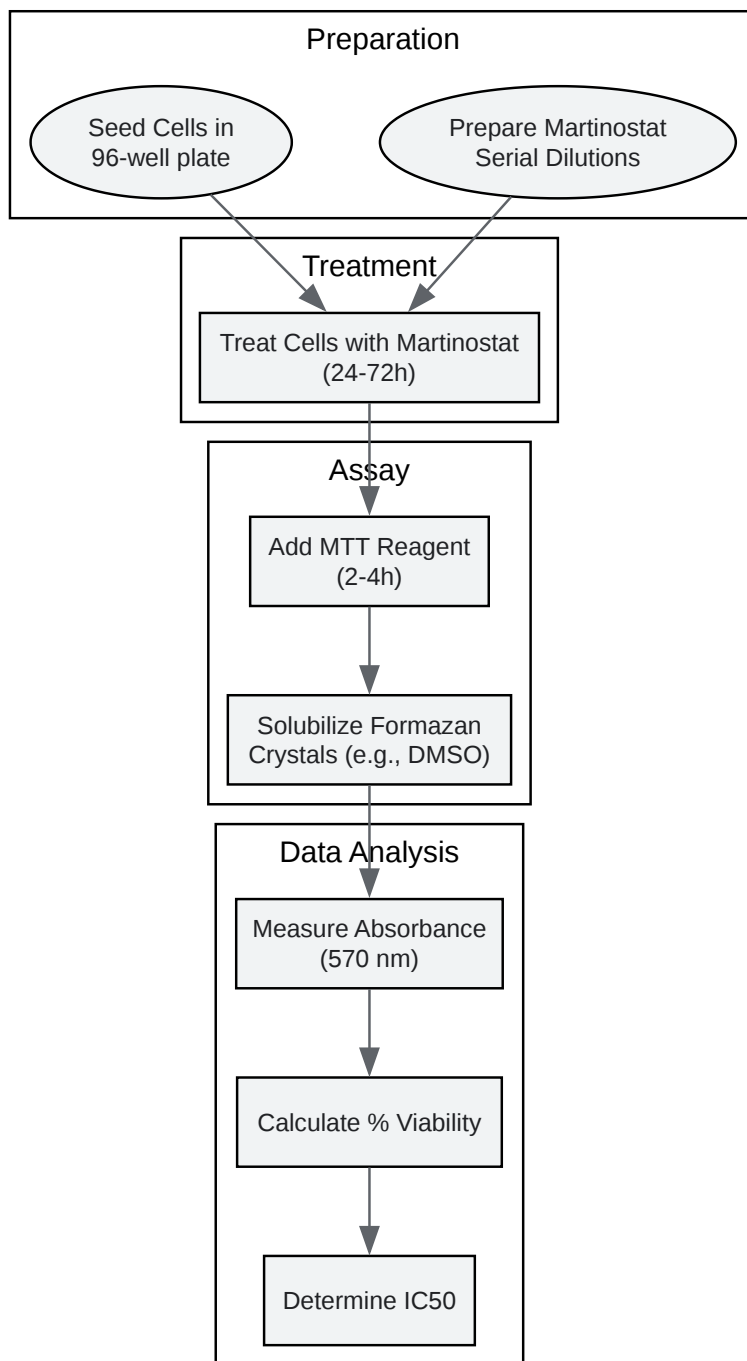 Preparation
Seed Cells in
96-well plate
Prepare Martinostat
Serial Dilutions
Treatment
Treat Cells with Martinostat
(24-72h)
Assay
Add MTT Reagent
(2-4h)
Solubilize Formazan
Crystals (e.g., DMSO)
Data Analysis
Measure Absorbance
(570 nm)
Calculate % Viability
Determine IC50